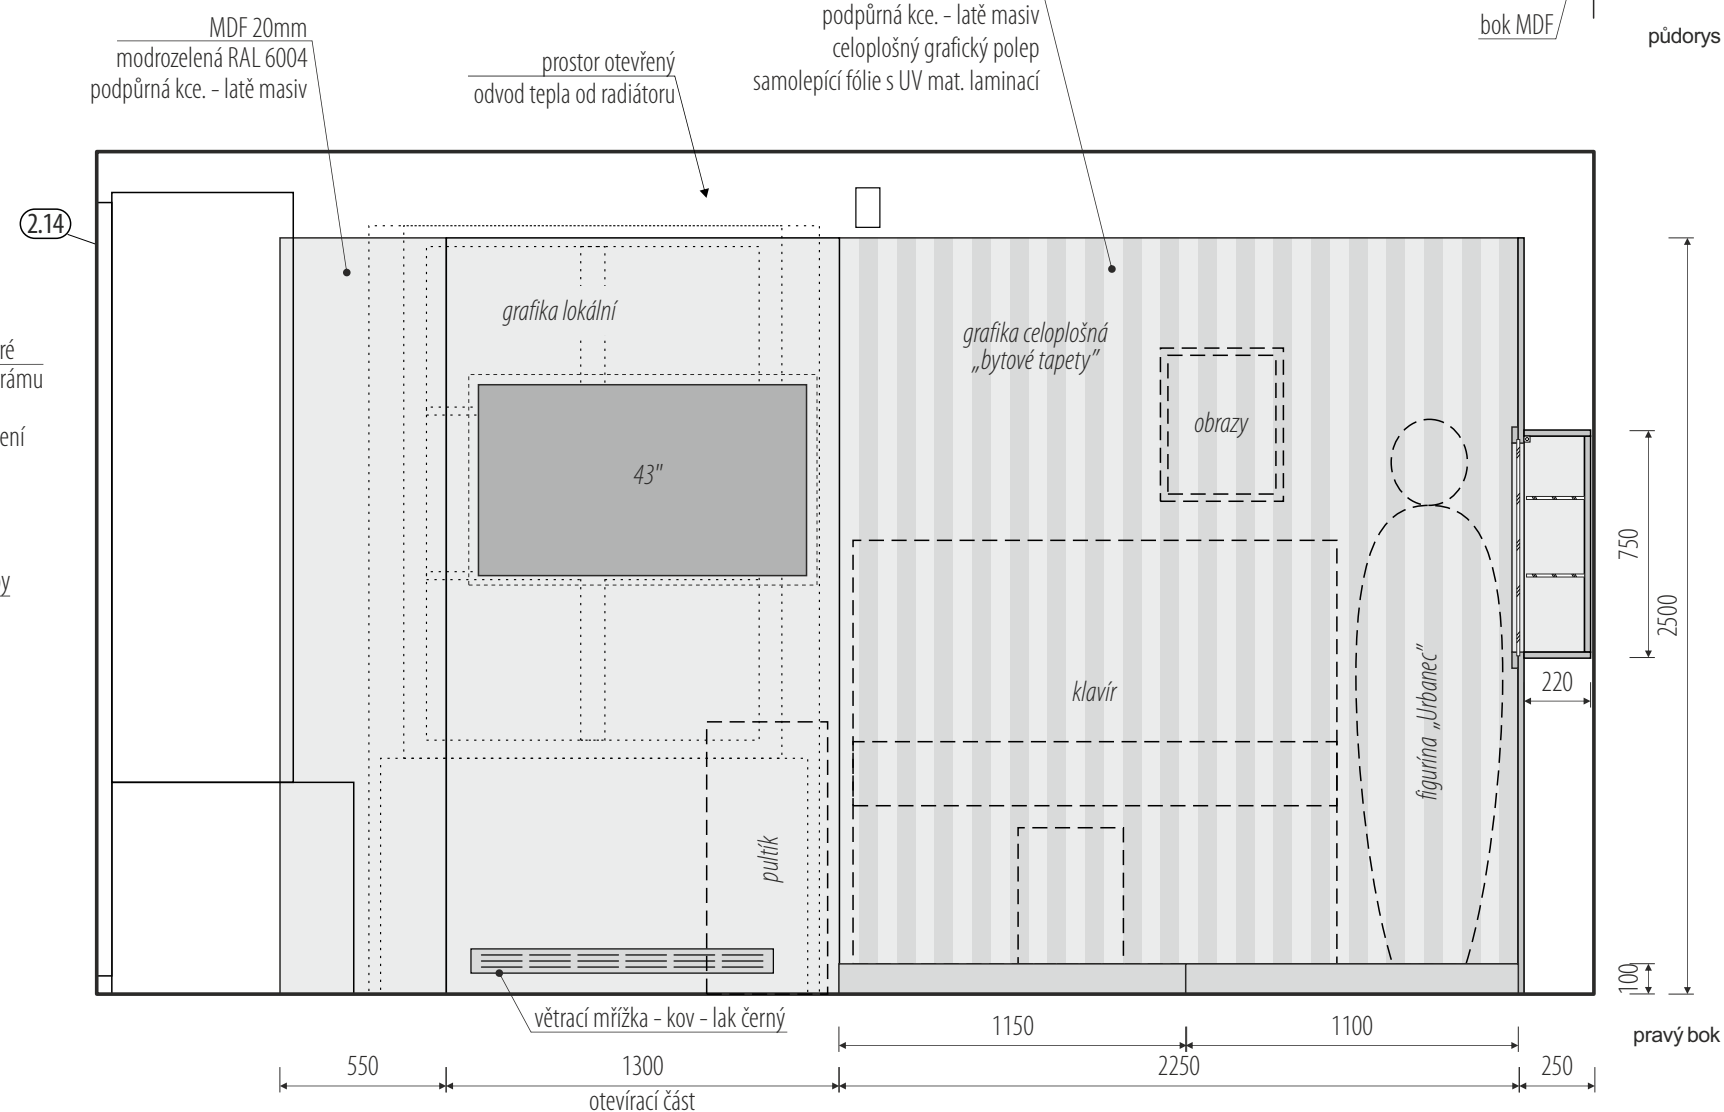 MDF 20mm
modrozelená RAL 6004
podpůrná kce. - latě masiv
prostor otevřený
odvod tepla od radiátoru
podpůrná kce. - latě masiv
celoplošný grafický polep
samolepící fólie s UV mat. laminací
bok MDF
půdorys
2.14
ré
rámu
ení
grafika lokální
grafika celoplošná
„bytové tapety"
obrazy
43"
750
2500
220
klavír
figurína „Urbanec"
pultík
100
větrací mřížka - kov - lak černý
1150
1100
pravý bok
550
1300
2250
250
otevírací část